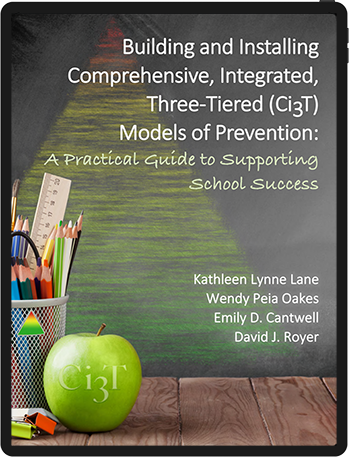 Building and Installing
Comprehensive, Integrated,
Three-Tiered (Ci3T)
Models of Prevention:
A Practical Guide to Supporting
School Success
Kathleen Lynne Lane
Wendy Peia Oakes
Emily D. Cantwell
David J. Royer
Ci3T